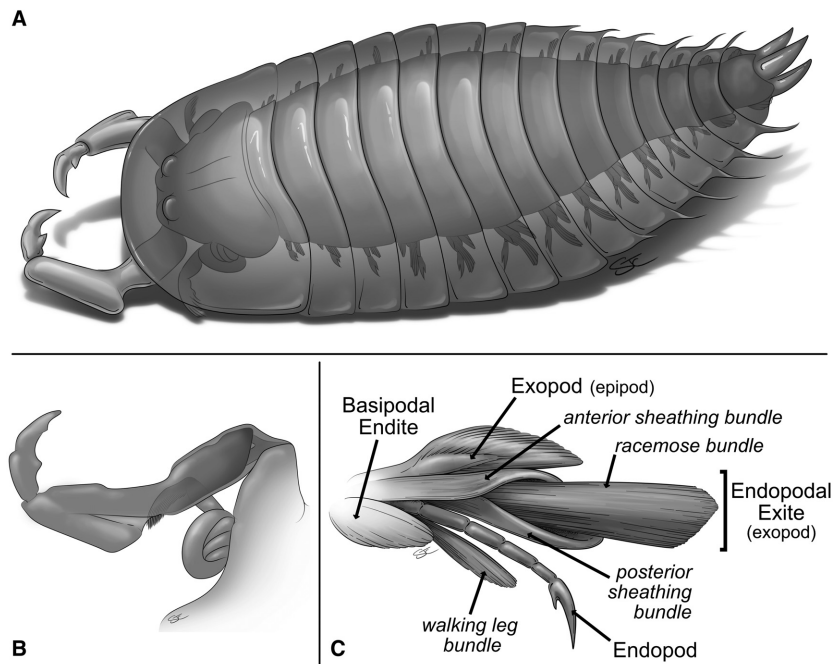 A
B
C
Basipodal
Endite
Exopod (epipod)
anterior sheathing bundle
racemose bundle
Endopodal
Exite
(exopod)
posterior
sheathing
bundle
walking leg
bundle
Endopod